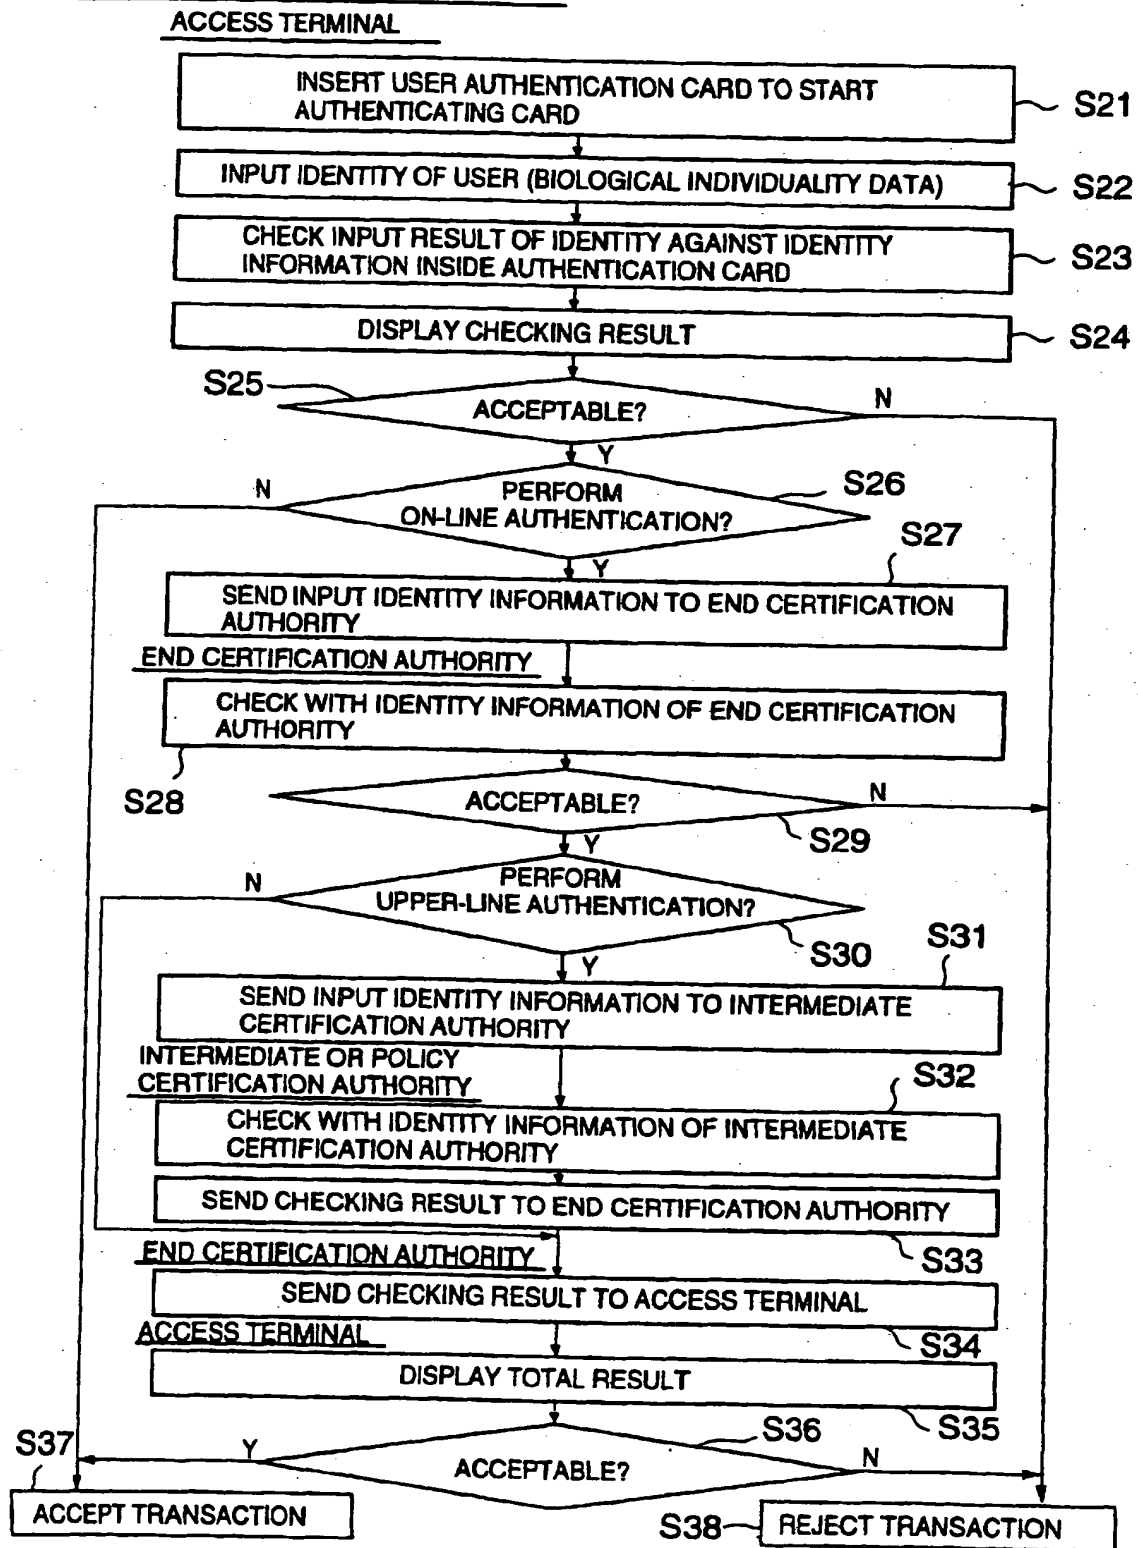 ACCESS TERMINAL
INSERT USER AUTHENTICATION CARD TO START
AUTHENTICATING CARD
S21
INPUT IDENTITY OF USER (BIOLOGICAL INDIVIDUALITY DATA)
S22
CHECK INPUT RESULT OF IDENTITY AGAINST IDENTITY
INFORMATION INSIDE AUTHENTICATION CARD
S23
DISPLAY CHECKING RESULT
S24
S25
ACCEPTABLE?
N
Y
N
PERFORM
ON-LINE AUTHENTICATION?
S26
Y
S27
SEND INPUT IDENTITY INFORMATION TO END CERTIFICATION
AUTHORITY
END CERTIFICATION AUTHORITY
CHECK WITH IDENTITY INFORMATION OF END CERTIFICATION
AUTHORITY
S28
ACCEPTABLE?
N
S29
Y
N
PERFORM
UPPER-LINE AUTHENTICATION?
S30
Y
S31
SEND INPUT IDENTITY INFORMATION TO INTERMEDIATE
CERTIFICATION AUTHORITY
INTERMEDIATE OR POLICY
CERTIFICATION AUTHORITY
S32
CHECK WITH IDENTITY INFORMATION OF INTERMEDIATE
CERTIFICATION AUTHORITY
SEND CHECKING RESULT TO END CERTIFICATION AUTHORITY
S33
END CERTIFICATION AUTHORITY
SEND CHECKING RESULT TO ACCESS TERMINAL
S34
ACCESS TERMINAL
DISPLAY TOTAL RESULT
S35
S36
ACCEPTABLE?
Y
N
S37
ACCEPT TRANSACTION
S38
REJECT TRANSACTION